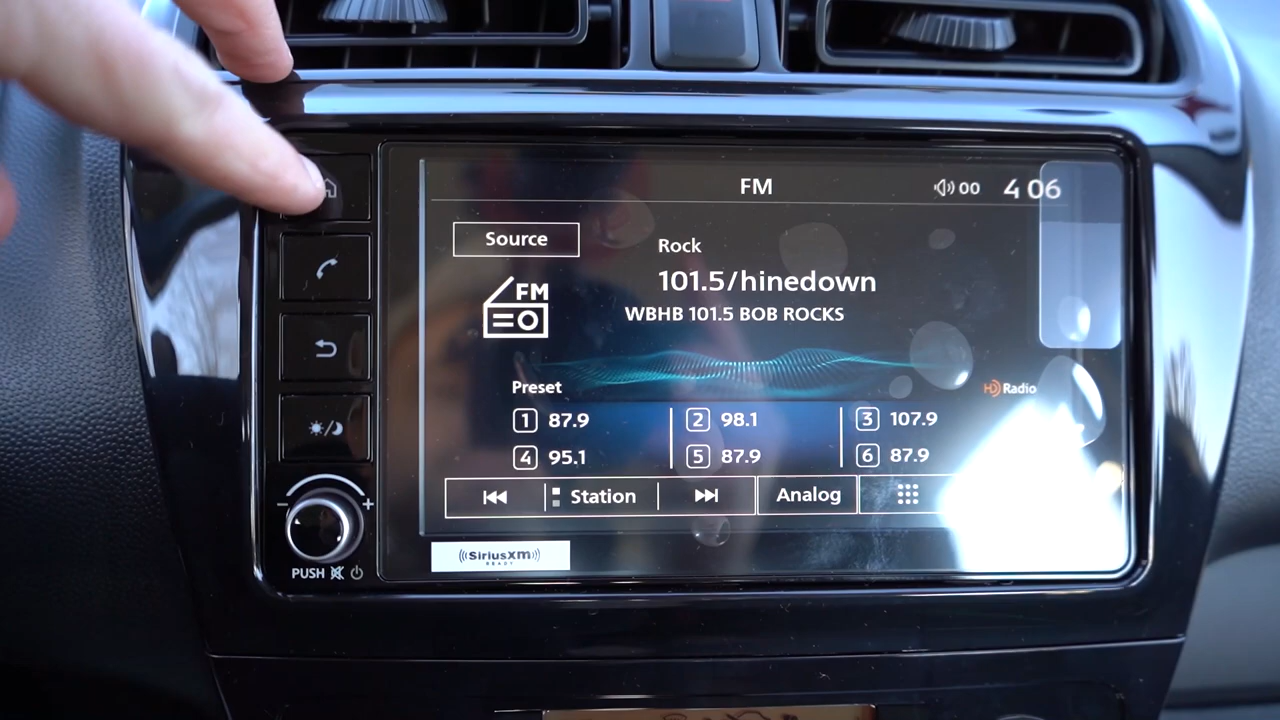 FM 00 4 06
Source
Rock
FM
101.5/hinedown
WBHB 101.5 BOB ROCKS
Preset
HD Radio
1 87.9 2 98.1 3 107.9
4 95.1 5 87.9 6 87.9
Station Analog
((SiriusXM))
READY
- +
PUSH